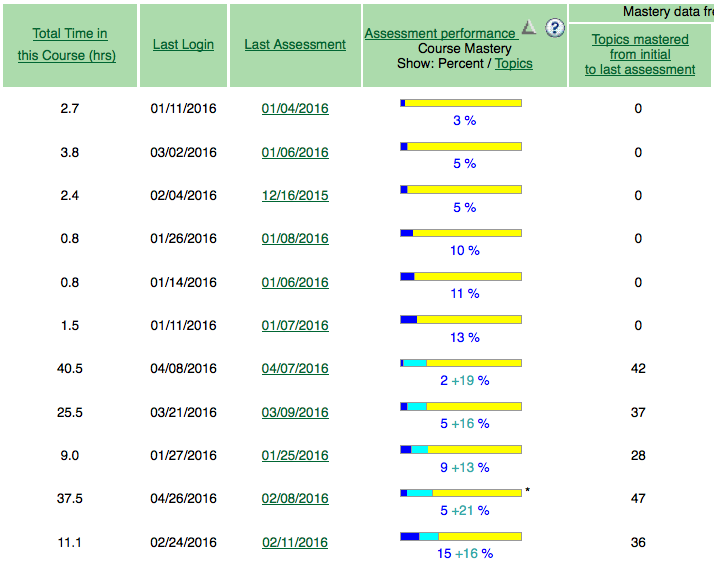 Mastery data fr
Total Time in
this Course (hrs)
Last Login
Last Assessment
Assessment performance ?
Course Mastery
Show: Percent / Topics
Topics mastered
from initial
to last assessment
2.7 01/11/2016 01/04/2016 3 % 0
3.8 03/02/2016 01/06/2016 5 % 0
2.4 02/04/2016 12/16/2015 5 % 0
0.8 01/26/2016 01/08/2016 10 % 0
0.8 01/14/2016 01/06/2016 11 % 0
1.5 01/11/2016 01/07/2016 13 % 0
40.5 04/08/2016 04/07/2016 2 +19 % 42
25.5 03/21/2016 03/09/2016 5 +16 % 37
9.0 01/27/2016 01/25/2016 9 +13 % 28
37.5 04/26/2016 02/08/2016 * 5 +21 % 47
11.1 02/24/2016 02/11/2016 15 +16 % 36